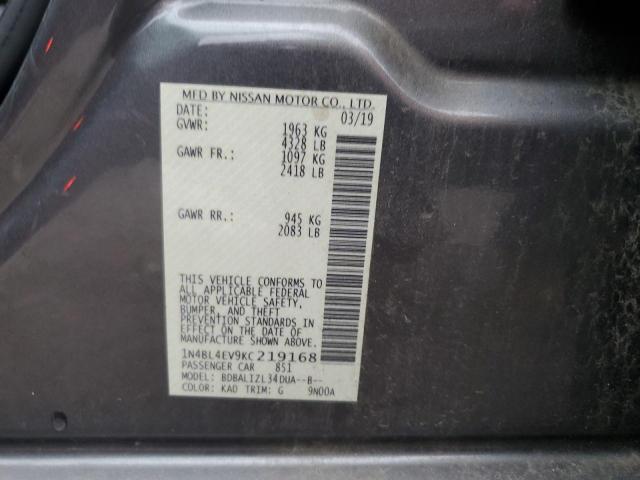 MFD BY NISSAN MOTOR CO., LTD.
DATE: 03/19
GVWR: 1963 KG
4328 LB
GAWR FR.: 1097 KG
2418 LB
GAWR RR.: 945 KG
2083 LB
THIS VEHICLE CONFORMS TO
ALL APPLICABLE FEDERAL
MOTOR VEHICLE SAFETY,
BUMPER, AND THEFT
PREVENTION STANDARDS IN
EFFECT ON THE DATE OF
MANUFACTURE SHOWN ABOVE.
1N4BL4EV9KC219168
PASSENGER CAR 851
MODEL: BDBALIZL34DUA--B--
COLOR: KAD TRIM: G 9N00A